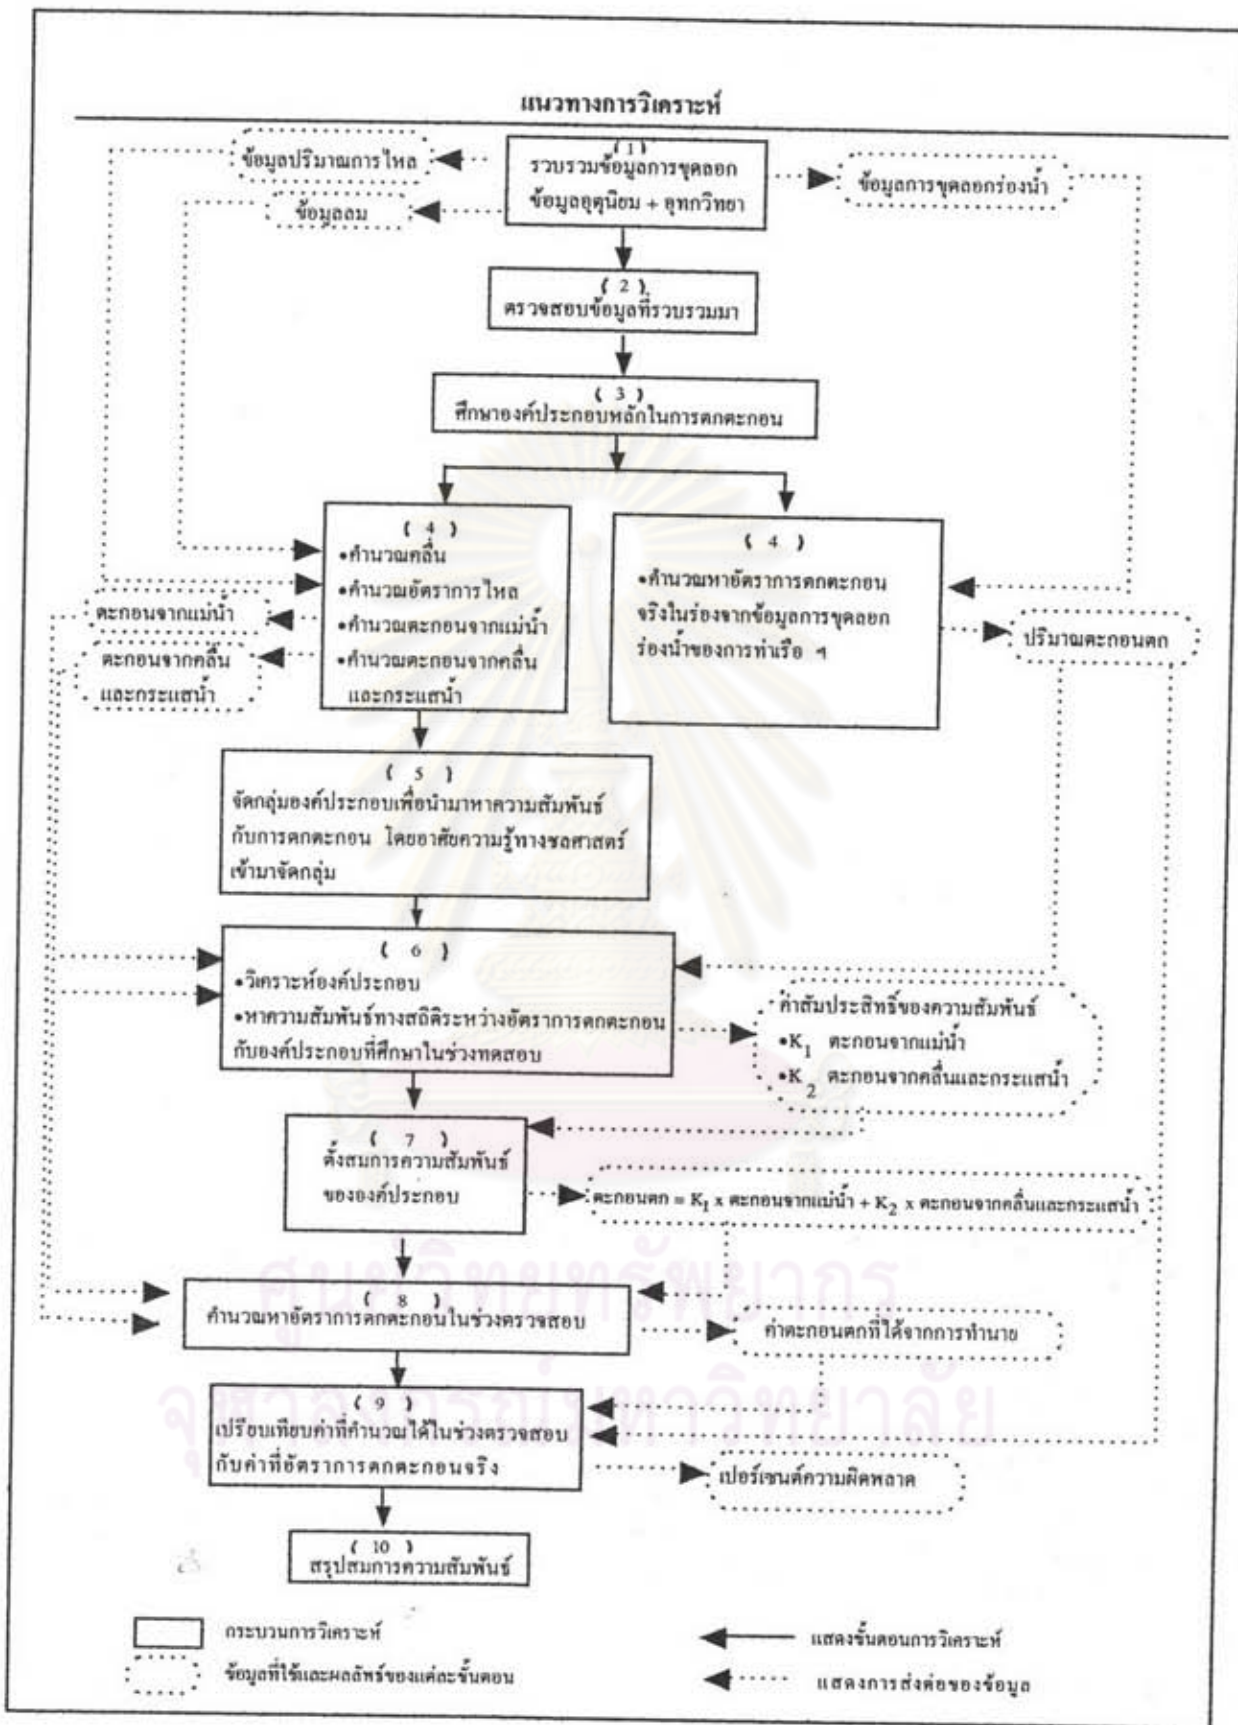 แนวทางการวิเคราะห์
( 1 )
รวบรวมข้อมูลการขุดลอก
ข้อมูลอุตุนิยม + อุทกวิทยา
ข้อมูลปริมาณการไหล
ข้อมูลลม
ข้อมูลการขุดลอกร่องน้ำ
( 2 )
ตรวจสอบข้อมูลที่รวบรวมมา
( 3 )
ศึกษาองค์ประกอบหลักในการตกตะกอน
( 4 )
•คำนวณคลื่น
•คำนวณอัตราการไหล
•คำนวณตะกอนจากแม่น้ำ
•คำนวณตะกอนจากคลื่น
และกระแสน้ำ
( 4 )
•คำนวณหาอัตราการตกตะกอน
จริงในร่องจากข้อมูลการขุดลอก
ร่องน้ำของการท่าเรือ ฯ
ตะกอนจากแม่น้ำ
ตะกอนจากคลื่น
และกระแสน้ำ
ปริมาณตะกอนตก
( 5 )
จัดกลุ่มองค์ประกอบเพื่อนำมาหาความสัมพันธ์
กับการตกตะกอน โดยอาศัยความรู้ทางชลศาสตร์
เข้ามาจัดกลุ่ม
( 6 )
•วิเคราะห์องค์ประกอบ
•หาความสัมพันธ์ทางสถิติระหว่างอัตราการตกตะกอน
กับองค์ประกอบที่ศึกษาในช่วงทดสอบ
ค่าสัมประสิทธิ์ของความสัมพันธ์
•K1 ตะกอนจากแม่น้ำ
•K2 ตะกอนจากคลื่นและกระแสน้ำ
( 7 )
ตั้งสมการความสัมพันธ์
ขององค์ประกอบ
ตะกอนตก = K1 x ตะกอนจากแม่น้ำ + K2 x ตะกอนจากคลื่นและกระแสน้ำ
( 8 )
คำนวณหาอัตราการตกตะกอนในช่วงตรวจสอบ
ค่าตะกอนตกที่ได้จากการทำนาย
( 9 )
เปรียบเทียบค่าที่คำนวณได้ในช่วงตรวจสอบ
กับค่าที่อัตราการตกตะกอนจริง
เปอร์เซนต์ความผิดพลาด
( 10 )
สรุปสมการความสัมพันธ์
กระบวนการวิเคราะห์
แสดงขั้นตอนการวิเคราะห์
ข้อมูลที่ใช้และผลลัพธ์ของแต่ละขั้นตอน
แสดงการส่งต่อของข้อมูล
ศูนย์วิทยทรัพยากร
จุฬาลงกรณ์มหาวิทยาลัย